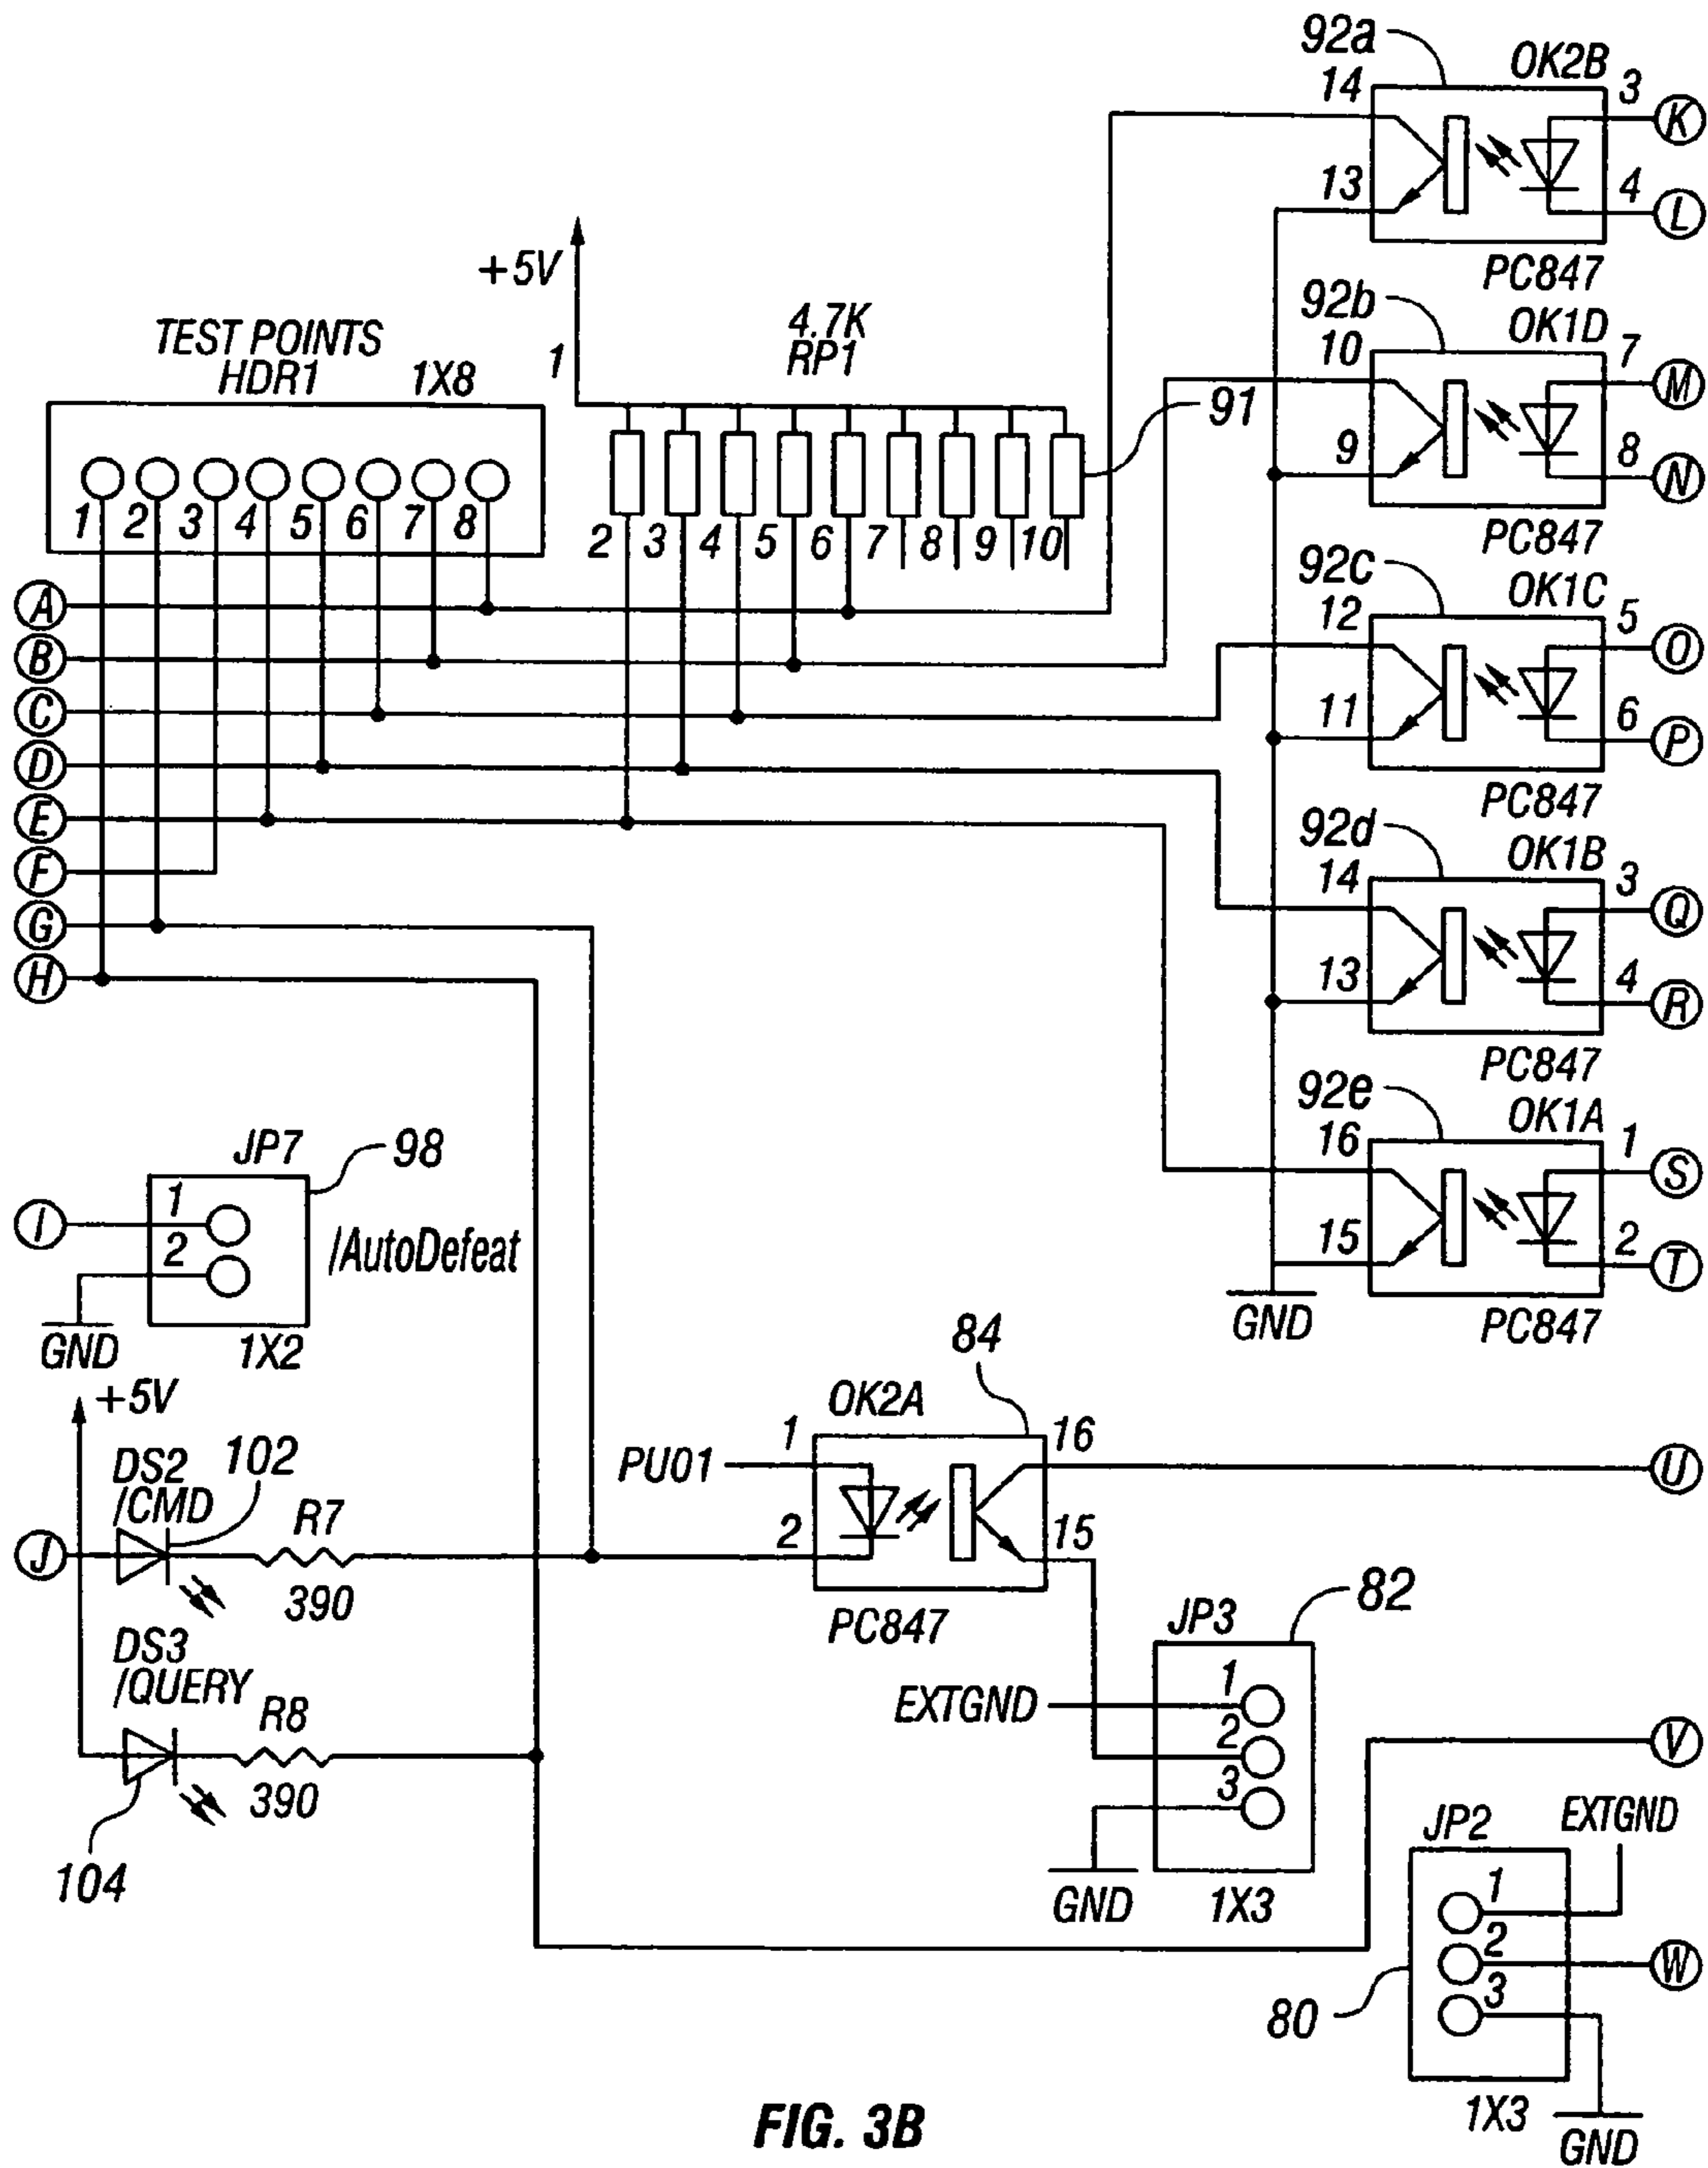 92a
OK2B
14
3
K
13
4
L
PC847
+5V
1
4.7K
RP1
91
TEST POINTS
HDR1 1X8
1 2 3 4 5 6 7 8
2 3 4 5 6 7 8 9 10
92b
OK1D
10
7
M
9
8
N
PC847
92c
OK1C
12
5
O
11
6
P
PC847
92d
OK1B
14
3
Q
13
4
R
PC847
92e
OK1A
16
1
S
15
2
T
PC847
GND
A
B
C
D
E
F
G
H
JP7
98
I
1
2
/AutoDefeat
GND
1X2
+5V
DS2
/CMD
102
R7
J
390
DS3
/QUERY
R8
390
104
84
OK2A
PU01
1
16
U
2
15
PC847
JP3
82
EXTGND
1
2
3
GND
1X3
V
JP2
EXTGND
1
2
W
3
80
1X3
GND
FIG. 3B